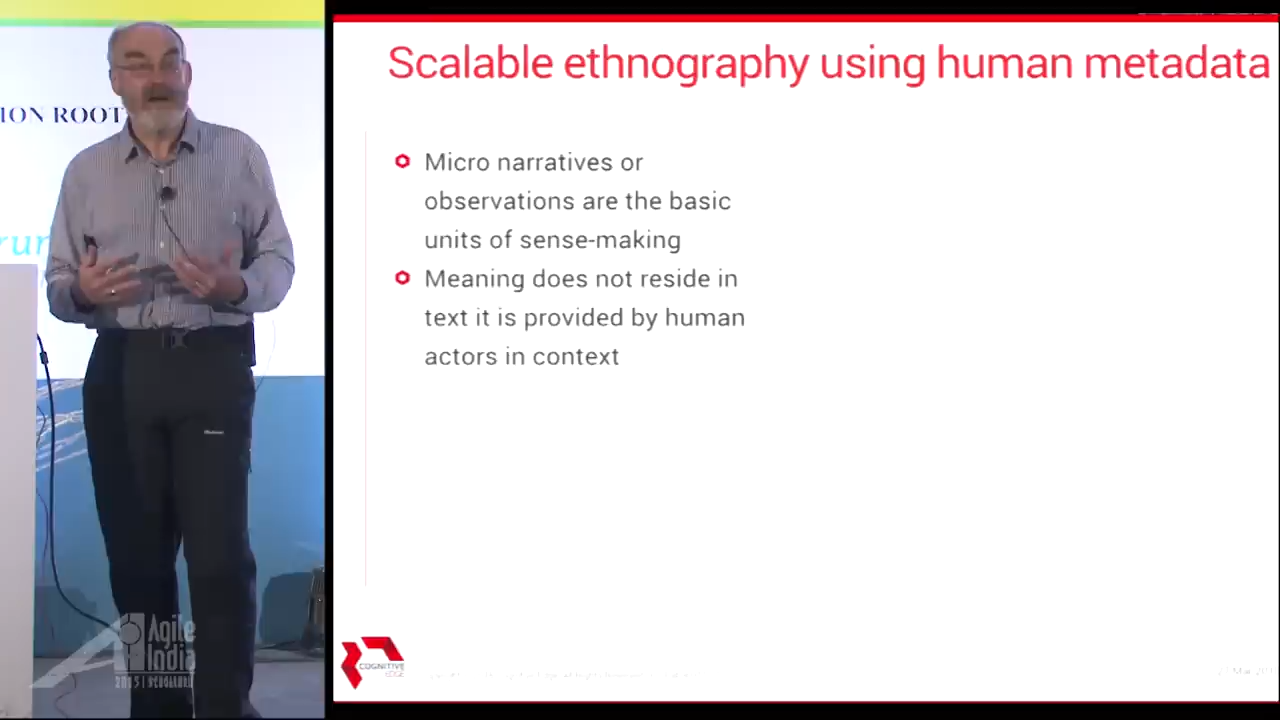 ION ROOT
Scalable ethnography using human metadata
Micro narratives or
observations are the basic
units of sense-making
Meaning does not reside in
text it is provided by human
actors in context
Agile
India
2015 | BENGALURU
COGNITIVE
EDGE